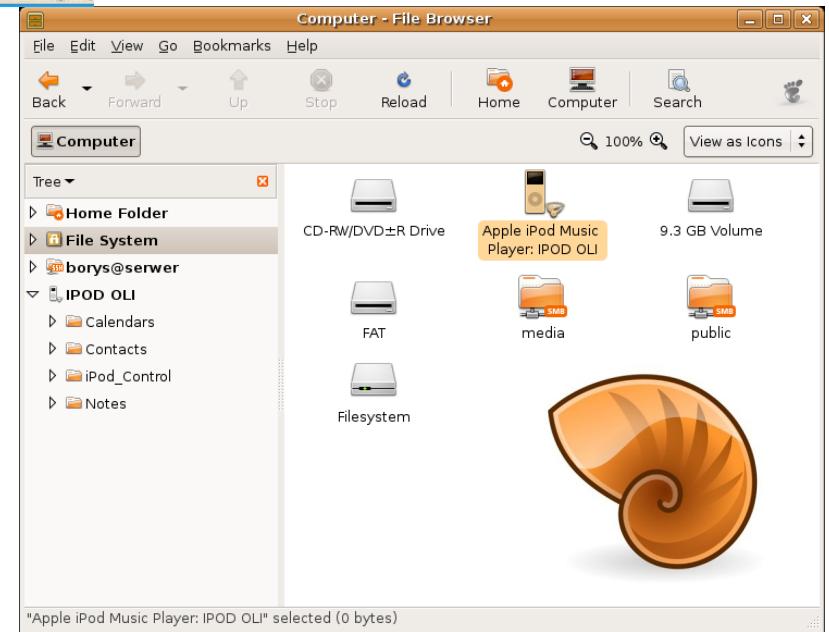 Computer - File Browser
File Edit View Go Bookmarks Help
Back Forward Up Stop Reload Home Computer Search
Computer 100% View as Icons
Tree
Home Folder
File System
borys@serwer
IPOD OLI
Calendars
Contacts
iPod_Control
Notes
CD-RW/DVD±R Drive
Apple iPod Music
Player: IPOD OLI
9.3 GB Volume
FAT
SMB
media
SMB
public
Filesystem
"Apple iPod Music Player: IPOD OLI" selected (0 bytes)